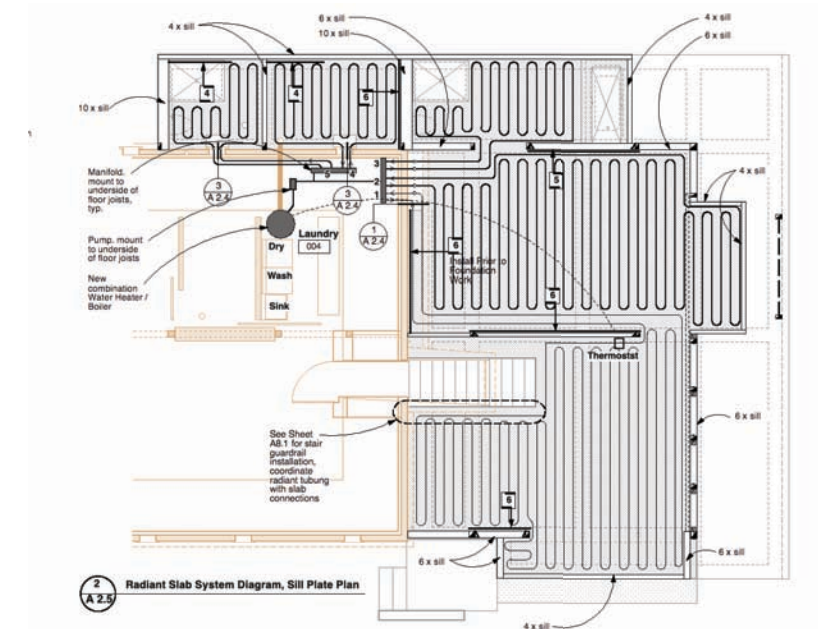 6 x sill
4 x sill
4 x sill
10 x sill
6 x sill
4
4
6
10 x sill
Manifold.
mount to
underside of
floor joists,
typ.
3
A 2.4
5
4
3
2
1
3
A 2.4
5
4 x sill
Pump. mount
to underside
of floor joists
1
A 2.4
Laundry
004
Dry
Wash
Sink
New
combination
Water Heater /
Boiler
6
Install Prior to
Foundation
Work
6
Thermostst
6 x sill
See Sheet
A8.1 for stair
guardrail
installation,
coordinate
radiant tubung
with slab
connections
6
6 x sill
6 x sill
2
A 2.5
Radiant Slab System Diagram, Sill Plate Plan
4 x sill